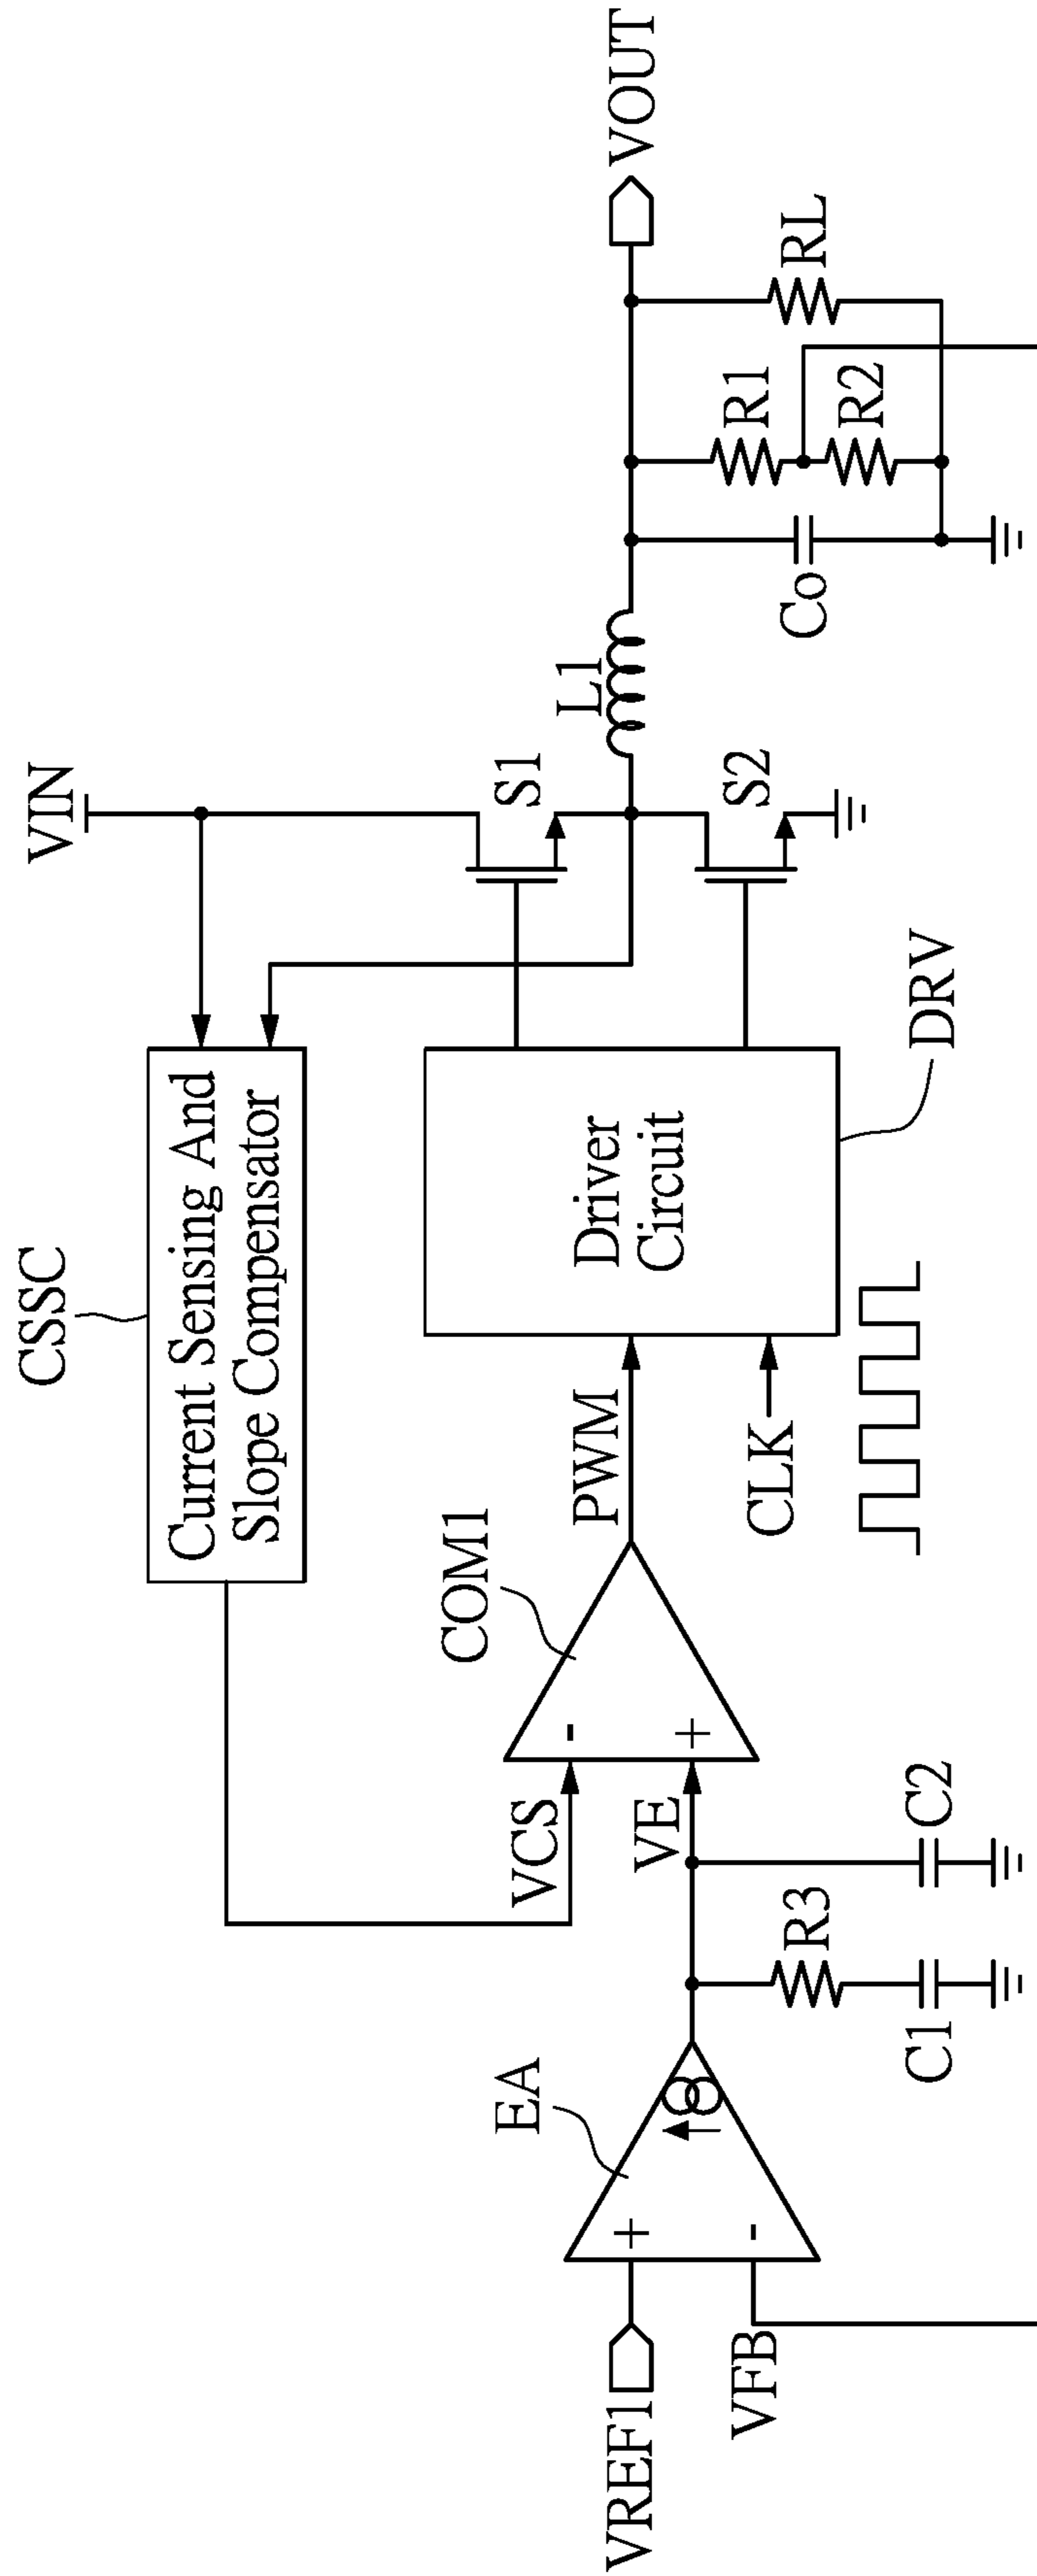 CSSC
Current Sensing And
Slope Compensator
VIN
VCS
COM1
PWM
CLK
Driver
Circuit
DRV
S1
S2
L1
VOUT
Co
R1
R2
RL
VREF1
VFB
EA
+
-
VE
-
+
R3
C1
C2